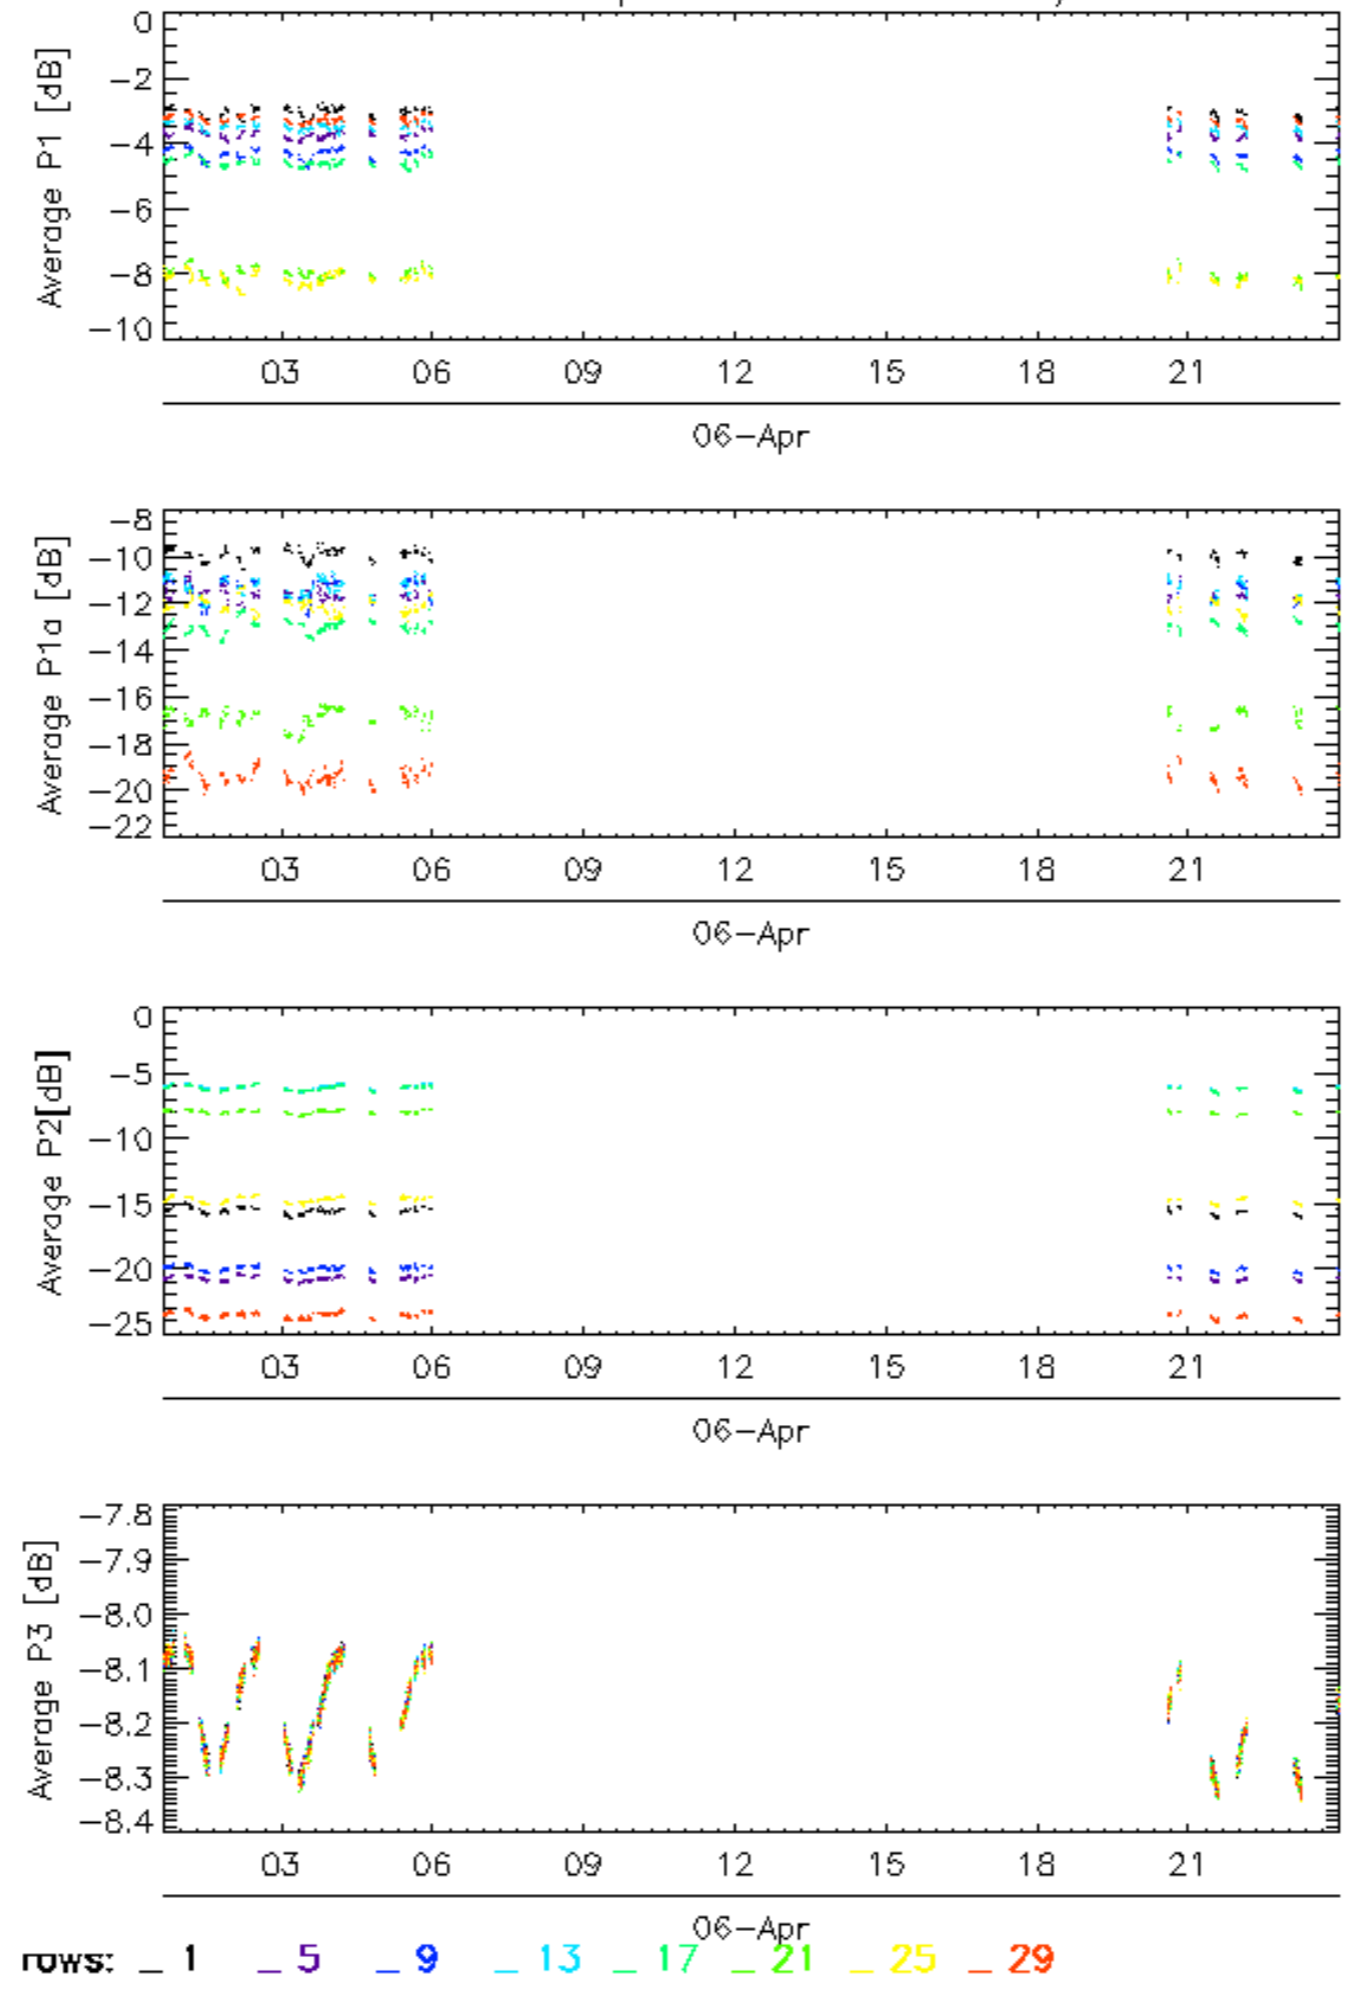 0
−2
−4
−6
−8
−10
Average P1 [dB]
03 06 09 12 15 18 21
06−Apr
−8
−10
−12
−14
−16
−18
−20
−22
Average P1a [dB]
03 06 09 12 15 18 21
06−Apr
0
−5
−10
−15
−20
−25
Average P2[dB]
03 06 09 12 15 18 21
06−Apr
−7.8
−7.9
−8.0
−8.1
−8.2
−8.3
−8.4
Average P3 [dB]
03 06 09 12 15 18 21
06−Apr
rows: _ 1 _ 5 _ 9 _ 13 _ 17 _ 21 _ 25 _ 29